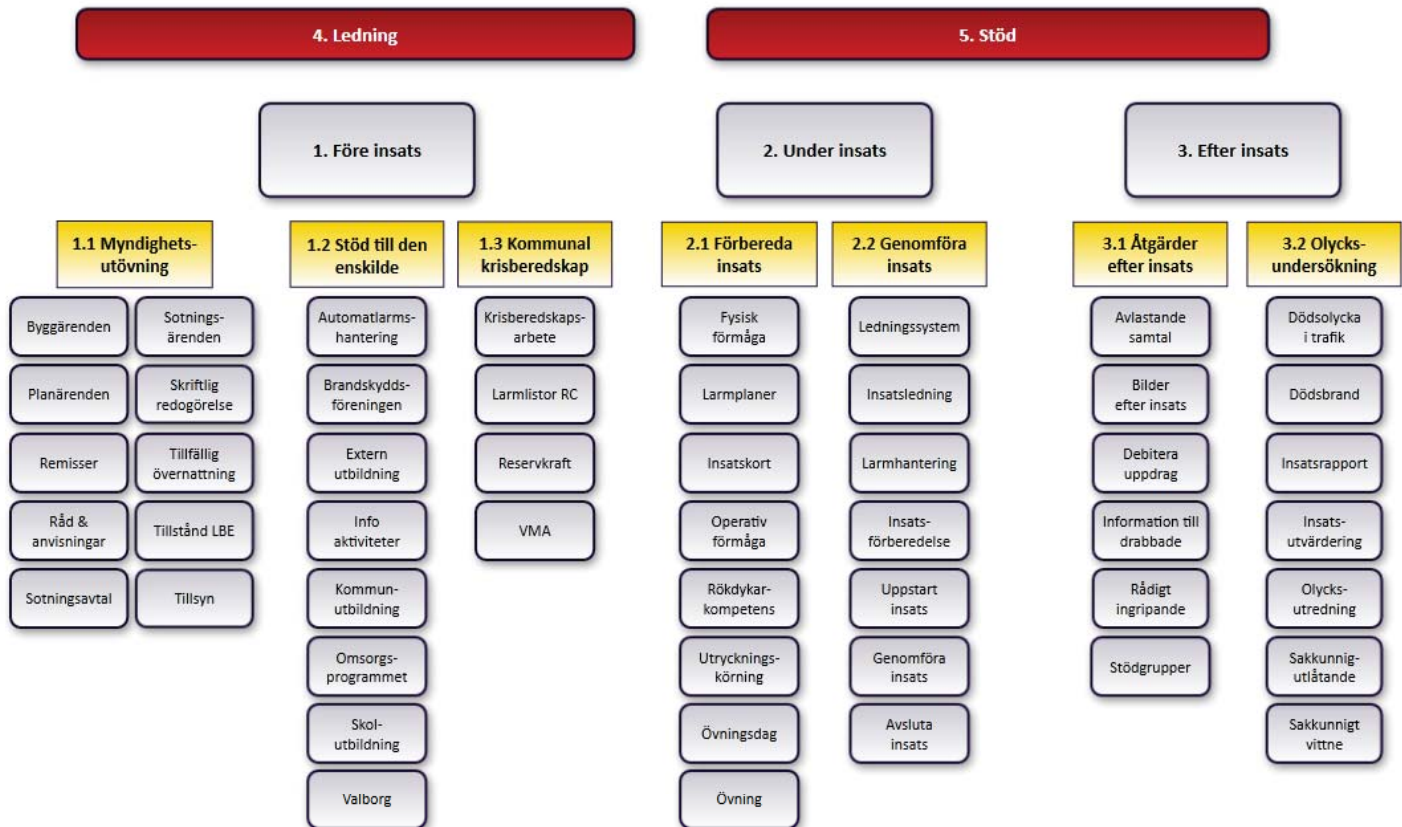 4. Ledning
5. Stöd
1. Före insats
2. Under insats
3. Efter insats
1.1 Myndighets-
utövning
Byggärenden
Planärenden
Remisser
Råd &
anvisningar
Sotningsavtal
Sotnings-
ärenden
Skriftlig
redogörelse
Tillfällig
övernattning
Tillstånd LBE
Tillsyn
1.2 Stöd till den
enskilde
Automatlarms-
hantering
Brandskydds-
föreningen
Extern
utbildning
Info
aktiviteter
Kommun-
utbildning
Omsorgs-
programmet
Skol-
utbildning
Valborg
1.3 Kommunal
krisberedskap
Krisberedskaps-
arbete
Larmlistor RC
Reservkraft
VMA
2.1 Förbereda
insats
Fysisk
förmåga
Larmplaner
Insatskort
Operativ
förmåga
Rökdykar-
kompetens
Utrycknings-
körning
Övningsdag
Övning
2.2 Genomföra
insats
Ledningssystem
Insatsledning
Larmhantering
Insats-
förberedelse
Uppstart
insats
Genomföra
insats
Avsluta
insats
3.1 Åtgärder
efter insats
Avlastande
samtal
Bilder
efter insats
Debitera
uppdrag
Information till
drabbade
Rådigt
ingripande
Stödgrupper
3.2 Olycks-
undersökning
Dödsolycka
i trafik
Dödsbrand
Insatsrapport
Insats-
utvärdering
Olycks-
utredning
Sakkunnig-
utlåtande
Sakkunnigt
vittne